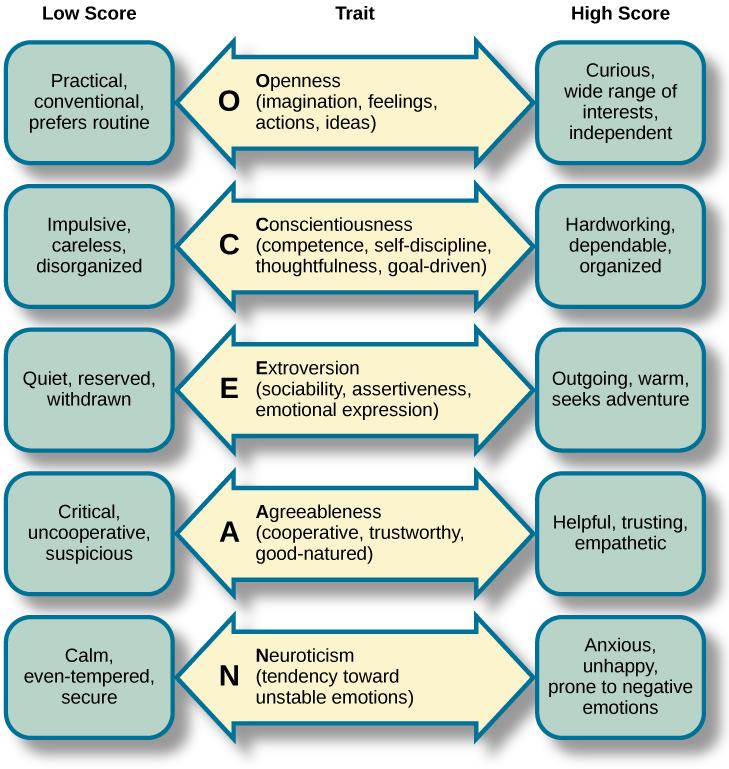 Low Score
Trait
High Score
Practical,
conventional,
prefers routine
O
Openness
(imagination, feelings,
actions, ideas)
Curious,
wide range of
interests,
independent
Impulsive,
careless,
disorganized
C
Conscientiousness
(competence, self-discipline,
thoughtfulness, goal-driven)
Hardworking,
dependable,
organized
Quiet, reserved,
withdrawn
E
Extroversion
(sociability, assertiveness,
emotional expression)
Outgoing, warm,
seeks adventure
Critical,
uncooperative,
suspicious
A
Agreeableness
(cooperative, trustworthy,
good-natured)
Helpful, trusting,
empathetic
Calm,
even-tempered,
secure
N
Neuroticism
(tendency toward
unstable emotions)
Anxious,
unhappy,
prone to negative
emotions